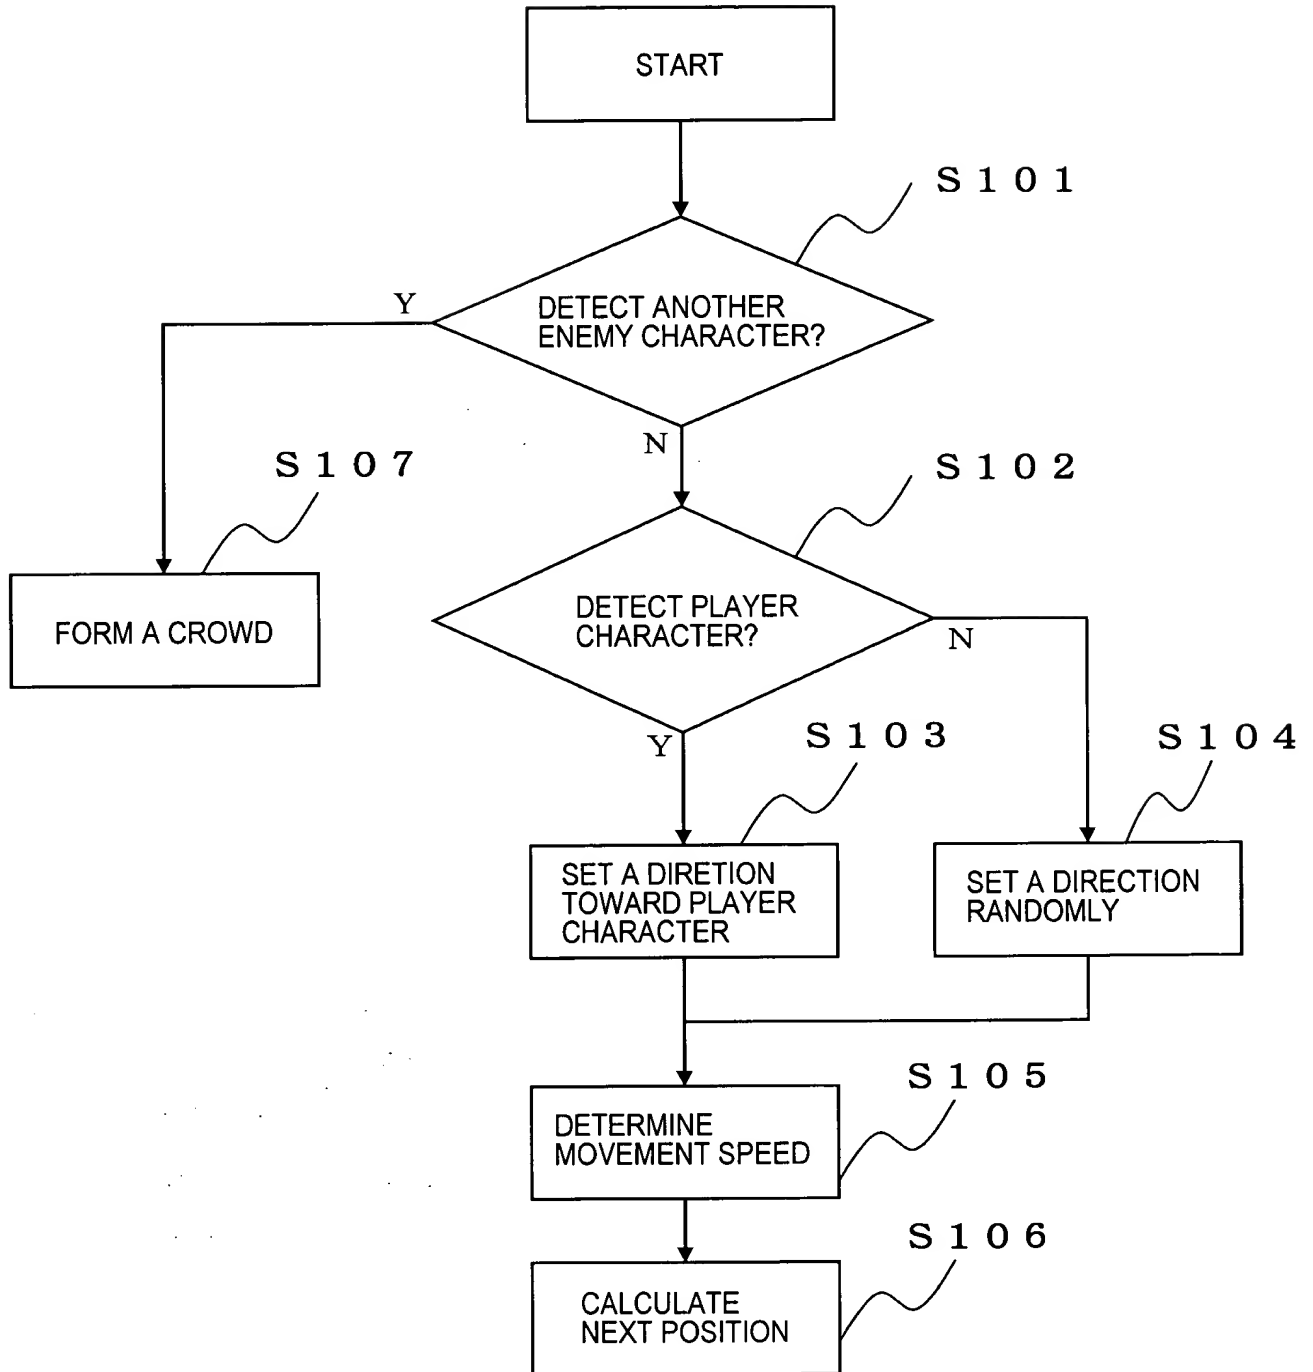 START
S101
DETECT ANOTHER
ENEMY CHARACTER?
Y
N
S107
S102
FORM A CROWD
DETECT PLAYER
CHARACTER?
N
Y
S103
S104
SET A DIRETION
TOWARD PLAYER
CHARACTER
SET A DIRECTION
RANDOMLY
S105
DETERMINE
MOVEMENT SPEED
S106
CALCULATE
NEXT POSITION